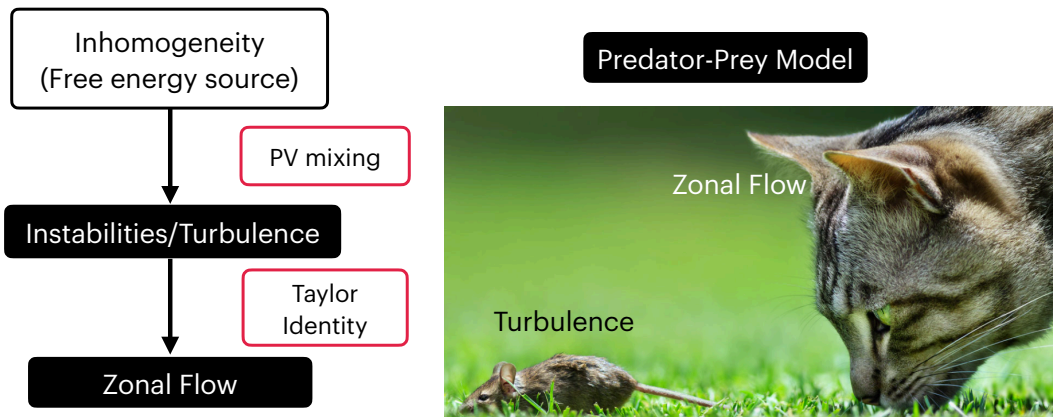 Inhomogeneity
(Free energy source)
PV mixing
Instabilities/Turbulence
Taylor
Identity
Zonal Flow
Predator-Prey Model
Zonal Flow
Turbulence